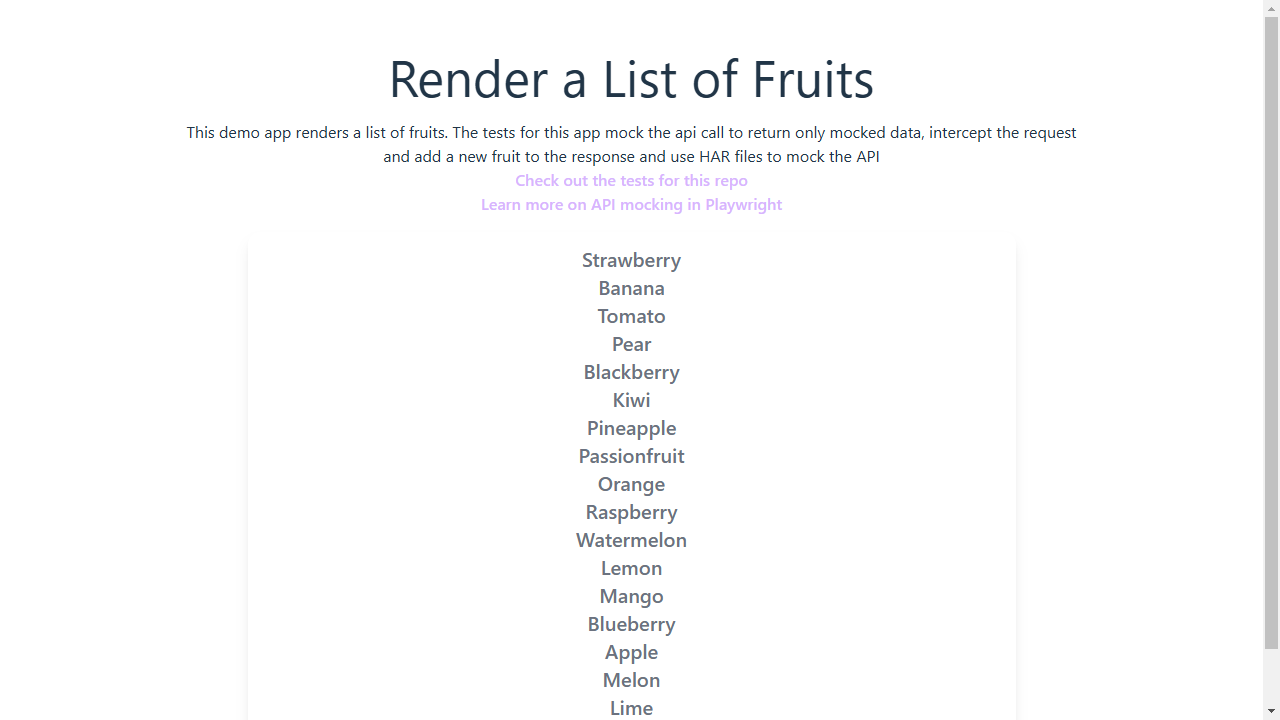 Render a List of Fruits
This demo app renders a list of fruits. The tests for this app mock the api call to return only mocked data, intercept the request
and add a new fruit to the response and use HAR files to mock the API
Check out the tests for this repo
Learn more on API mocking in Playwright
Strawberry
Banana
Tomato
Pear
Blackberry
Kiwi
Pineapple
Passionfruit
Orange
Raspberry
Watermelon
Lemon
Mango
Blueberry
Apple
Melon
Lime